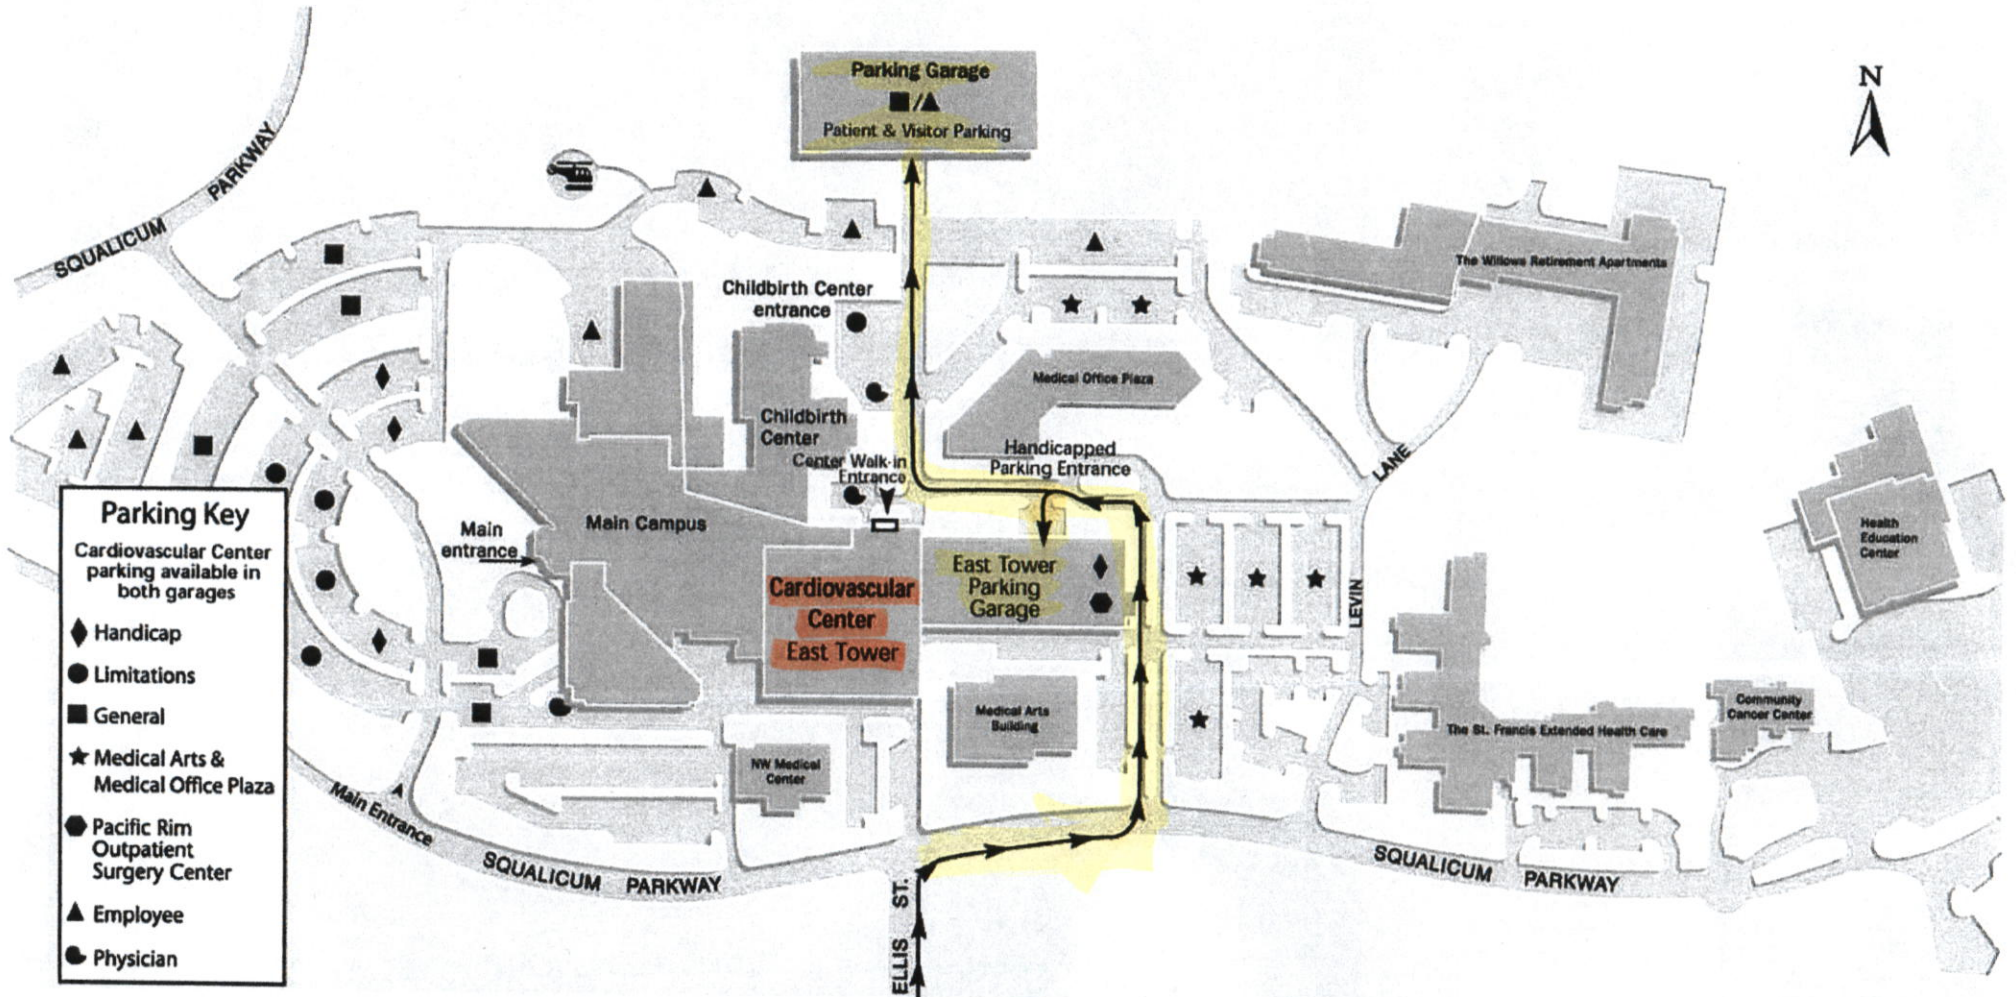 Parking Garage
/
Patient & Visitor Parking
N
SQUALICUM PARKWAY
Childbirth Center
entrance
The Willows Retirement Apartments
Medical Office Plaza
Childbirth
Center
Center Walk-in
Entrance
Handicapped
Parking Entrance
LEVIN LANE
Main
entrance
Main Campus
Health
Education
Center
Cardiovascular
Center
East Tower
East Tower
Parking
Garage
Medical Arts
Building
NW Medical
Center
The St. Francis Extended Health Care
Community
Cancer Center
Main Entrance
SQUALICUM PARKWAY
SQUALICUM PARKWAY
ELLIS ST.
Parking Key
Cardiovascular Center
parking available in
both garages
Handicap
Limitations
General
Medical Arts &
Medical Office Plaza
Pacific Rim
Outpatient
Surgery Center
Employee
Physician